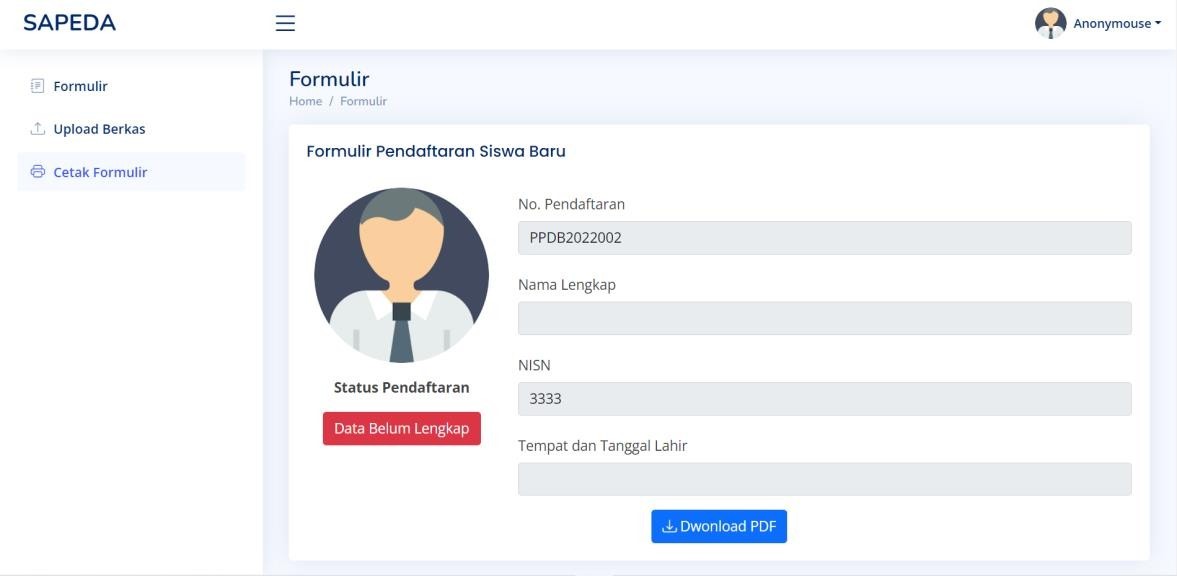 SAPEDA
Anonymouse
Formulir
Upload Berkas
Cetak Formulir
Formulir
Home / Formulir
Formulir Pendaftaran Siswa Baru
Status Pendaftaran
Data Belum Lengkap
No. Pendaftaran
PPDB2022002
Nama Lengkap
NISN
3333
Tempat dan Tanggal Lahir
Dwonload PDF